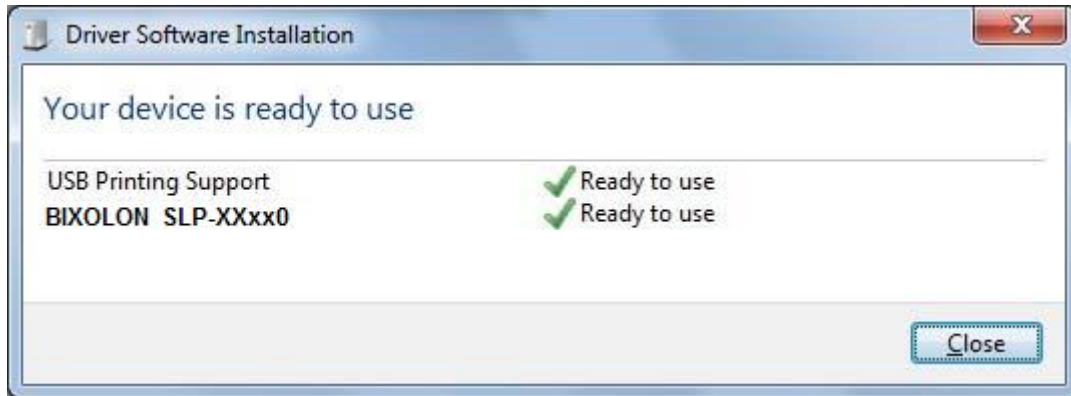 Driver Software Installation
Your device is ready to use
USB Printing Support Ready to use
BIXOLON SLP-XXxx0 Ready to use
Close